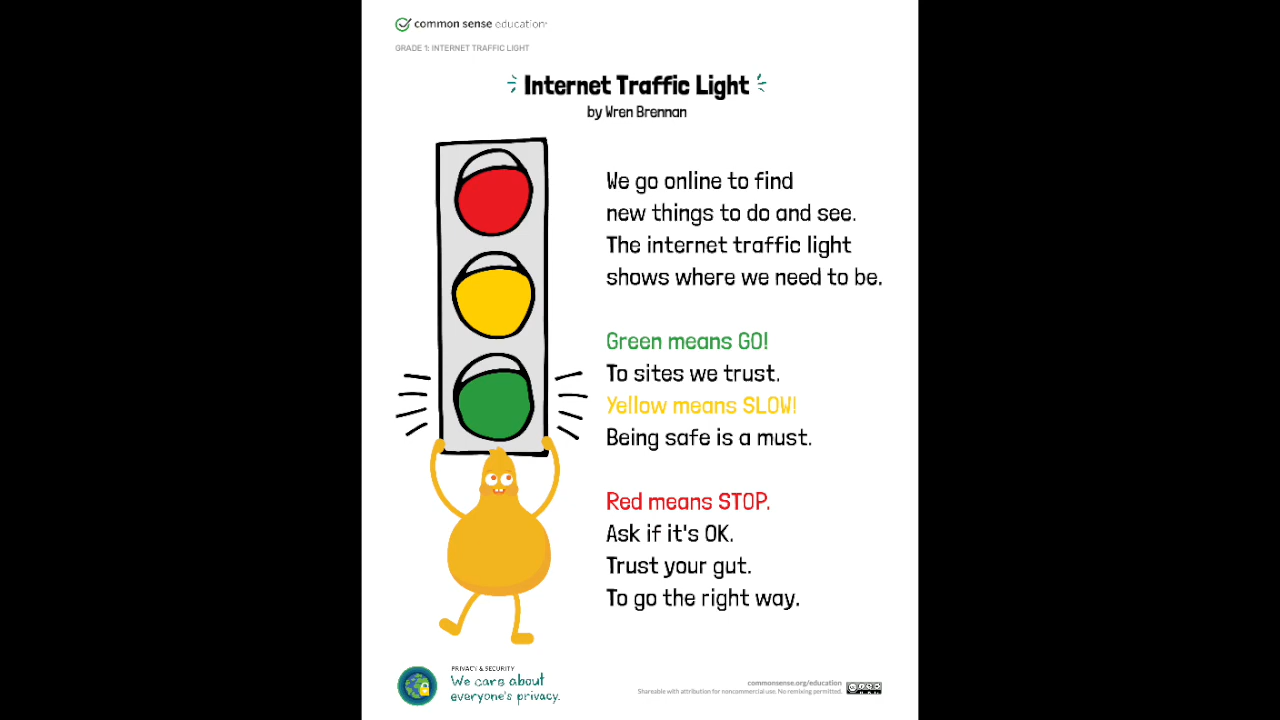 common sense education
GRADE 1: INTERNET TRAFFIC LIGHT
Internet Traffic Light
by Wren Brennan
We go online to find
new things to do and see.
The internet traffic light
shows where we need to be.
Green means GO!
To sites we trust.
Yellow means SLOW!
Being safe is a must.
Red means STOP.
Ask if it's OK.
Trust your gut.
To go the right way.
PRIVACY & SECURITY
We care about
everyone's privacy.
commonsense.org/education
Shareable with attribution for noncommercial use. No remixing permitted.